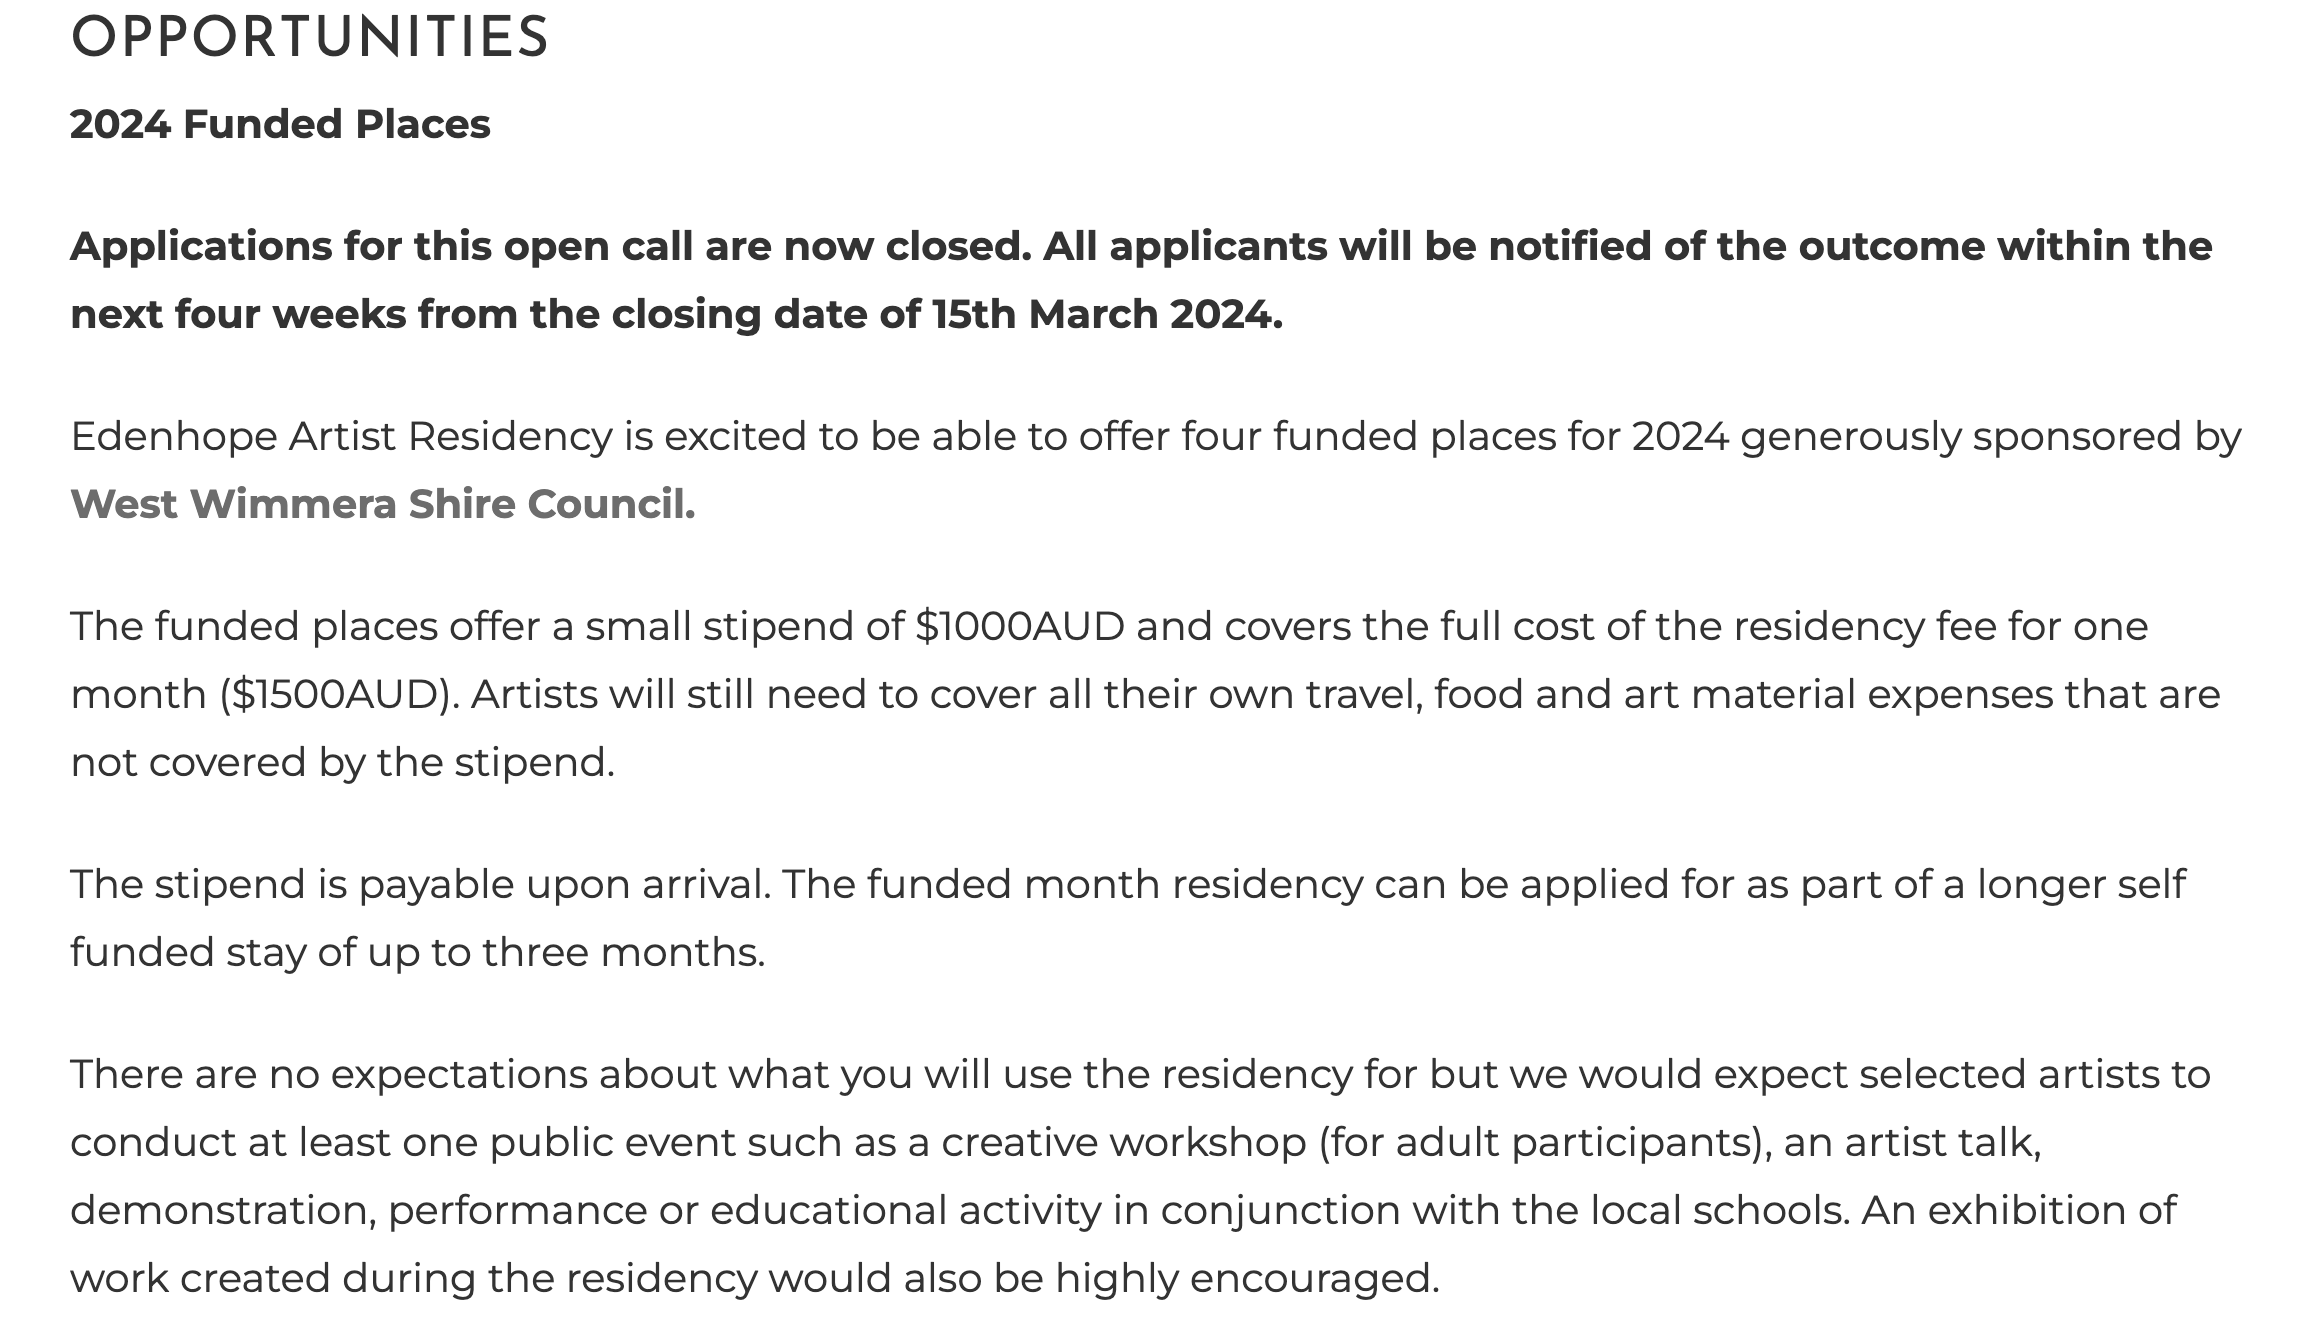 OPPORTUNITIES
2024 Funded Places
Applications for this open call are now closed. All applicants will be notified of the outcome within the
next four weeks from the closing date of 15th March 2024.
Edenhope Artist Residency is excited to be able to offer four funded places for 2024 generously sponsored by
West Wimmera Shire Council.
The funded places offer a small stipend of $1000AUD and covers the full cost of the residency fee for one
month ($1500AUD). Artists will still need to cover all their own travel, food and art material expenses that are
not covered by the stipend.
The stipend is payable upon arrival. The funded month residency can be applied for as part of a longer self
funded stay of up to three months.
There are no expectations about what you will use the residency for but we would expect selected artists to
conduct at least one public event such as a creative workshop (for adult participants), an artist talk,
demonstration, performance or educational activity in conjunction with the local schools. An exhibition of
work created during the residency would also be highly encouraged.